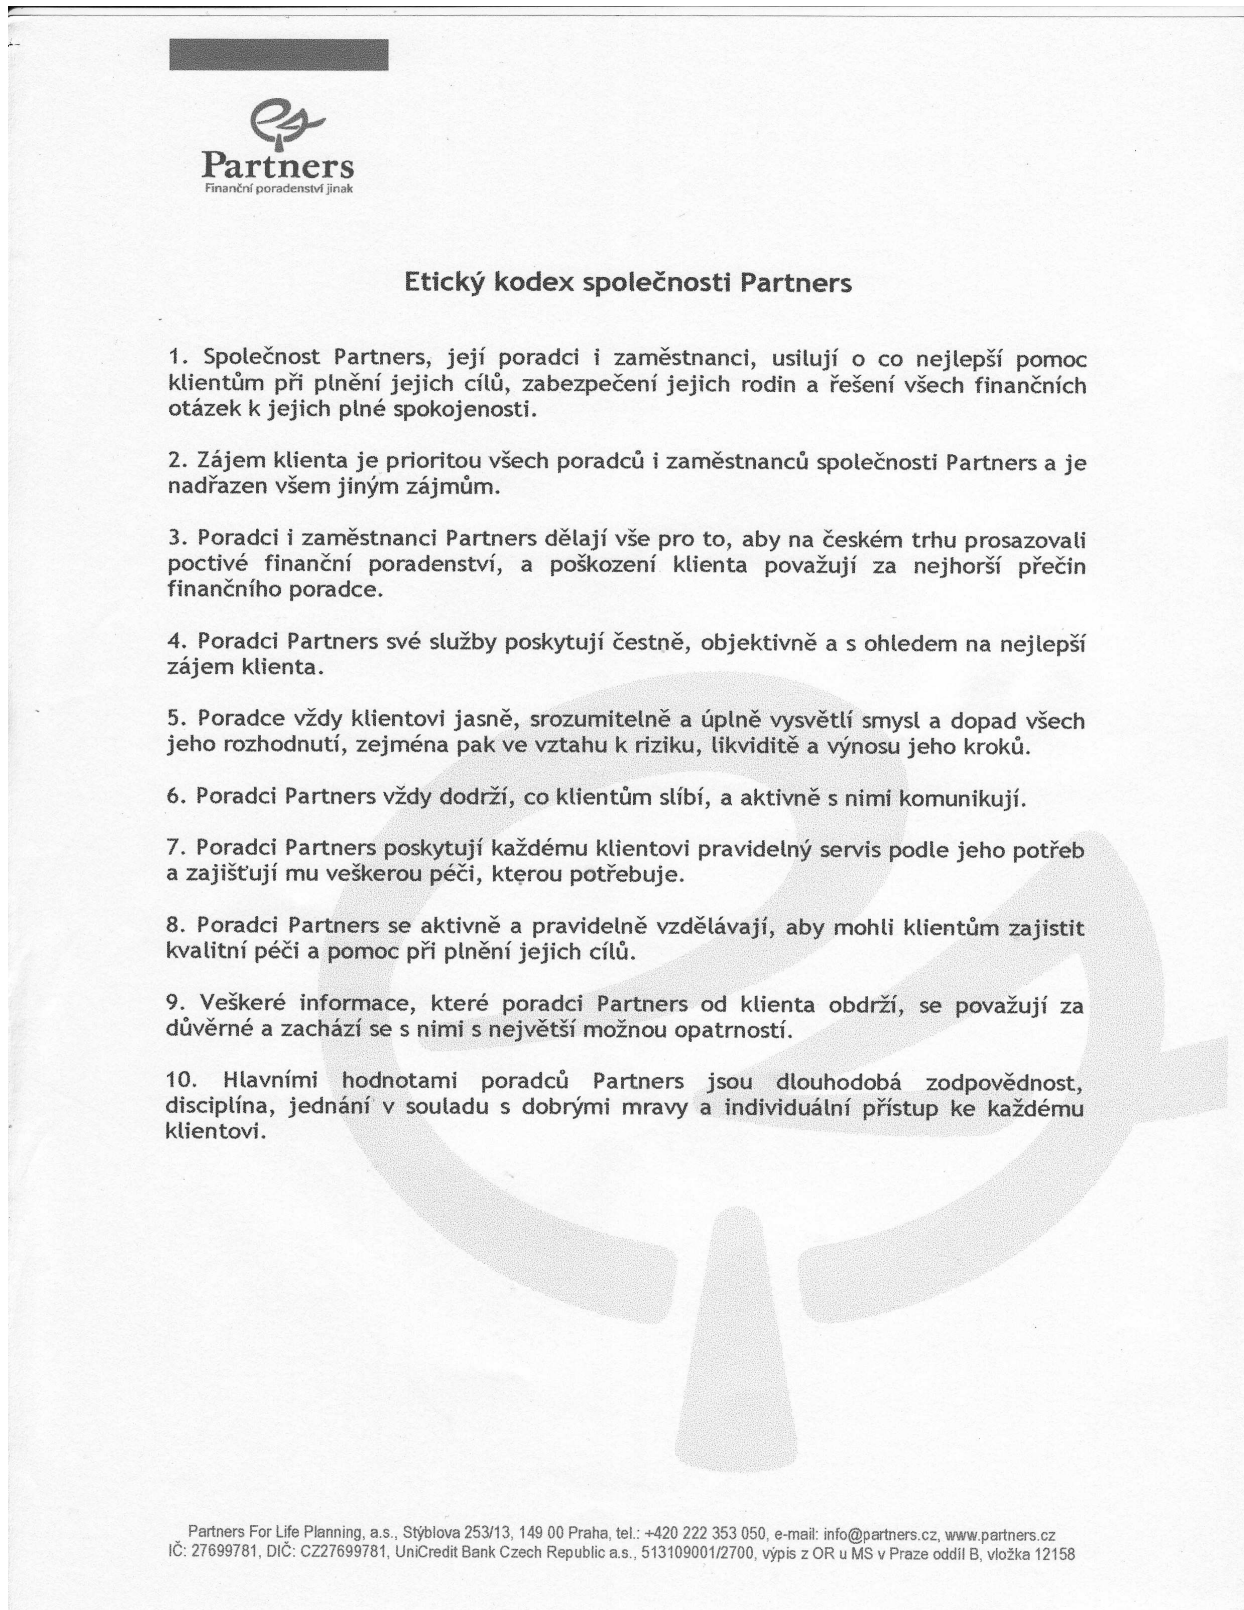 Partners
Finanční poradenství jinak
Etický kodex společnosti Partners
1. Společnost Partners, její poradci i zaměstnanci, usilují o co nejlepší pomoc
klientům při plnění jejich cílů, zabezpečení jejich rodin a řešení všech finančních
otázek k jejich plné spokojenosti.
2. Zájem klienta je prioritou všech poradců i zaměstnanců společnosti Partners a je
nadřazen všem jiným zájmům.
3. Poradci i zaměstnanci Partners dělají vše pro to, aby na českém trhu prosazovali
poctivé finanční poradenství, a poškození klienta považují za nejhorší přečin
finančního poradce.
4. Poradci Partners své služby poskytují čestně, objektivně a s ohledem na nejlepší
zájem klienta.
5. Poradce vždy klientovi jasně, srozumitelně a úplně vysvětlí smysl a dopad všech
jeho rozhodnutí, zejména pak ve vztahu k riziku, likviditě a výnosu jeho kroků.
6. Poradci Partners vždy dodrží, co klientům slíbí, a aktivně s nimi komunikují.
7. Poradci Partners poskytují každému klientovi pravidelný servis podle jeho potřeb
a zajišťují mu veškerou péči, kterou potřebuje.
8. Poradci Partners se aktivně a pravidelně vzdělávají, aby mohli klientům zajistit
kvalitní péči a pomoc při plnění jejich cílů.
9. Veškeré informace, které poradci Partners od klienta obdrží, se považují za
důvěrné a zachází se s nimi s největší možnou opatrností.
10. Hlavními hodnotami poradců Partners jsou dlouhodobá zodpovědnost,
disciplína, jednání v souladu s dobrými mravy a individuální přístup ke každému
klientovi.
Partners For Life Planning, a.s., Stýblova 253/13, 149 00 Praha, tel.: +420 222 353 050, e-mail: info@partners.cz, www.partners.cz
IČ: 27699781, DIČ: CZ27699781, UniCredit Bank Czech Republic a.s., 513109001/2700, výpis z OR u MS v Praze oddíl B, vložka 12158